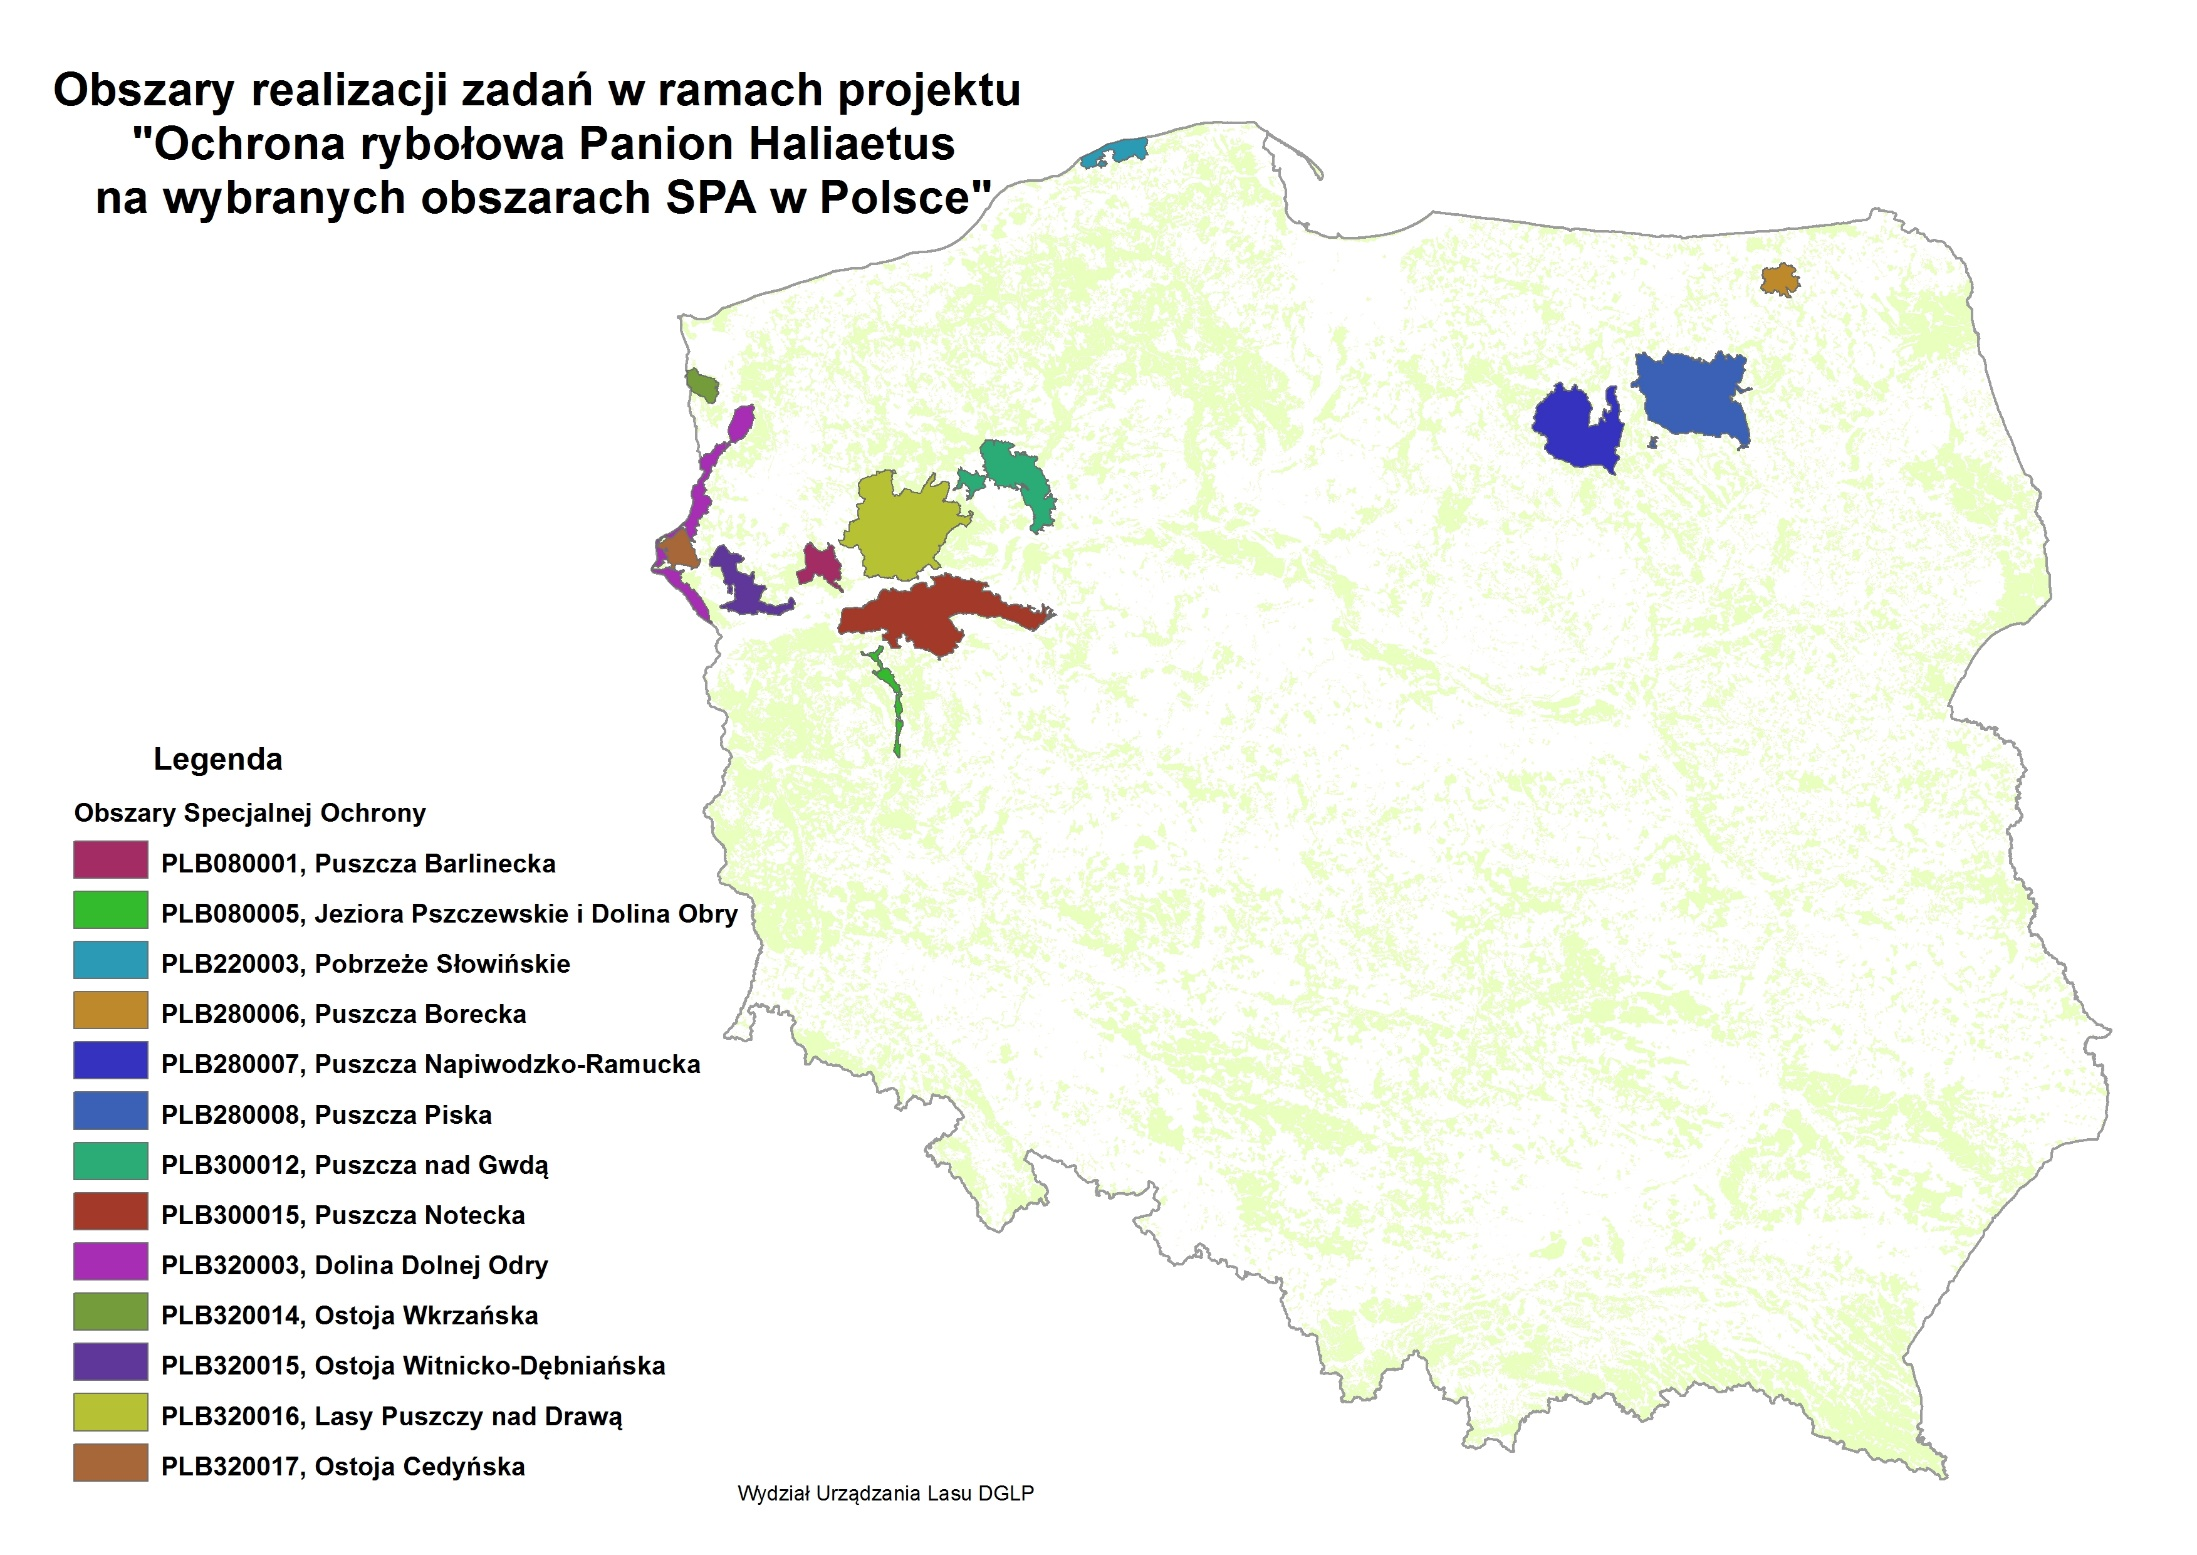 Obszary realizacji zadań w ramach projektu
"Ochrona rybołowa Panion Haliaetus
na wybranych obszarach SPA w Polsce"
Legenda
Obszary Specjalnej Ochrony
PLB080001, Puszcza Barlinecka
PLB080005, Jeziora Pszczewskie i Dolina Obry
PLB220003, Pobrzeże Słowińskie
PLB280006, Puszcza Borecka
PLB280007, Puszcza Napiwodzko-Ramucka
PLB280008, Puszcza Piska
PLB300012, Puszcza nad Gwdą
PLB300015, Puszcza Notecka
PLB320003, Dolina Dolnej Odry
PLB320014, Ostoja Wkrzańska
PLB320015, Ostoja Witnicko-Dębniańska
PLB320016, Lasy Puszczy nad Drawą
PLB320017, Ostoja Cedyńska
Wydział Urządzania Lasu DGLP